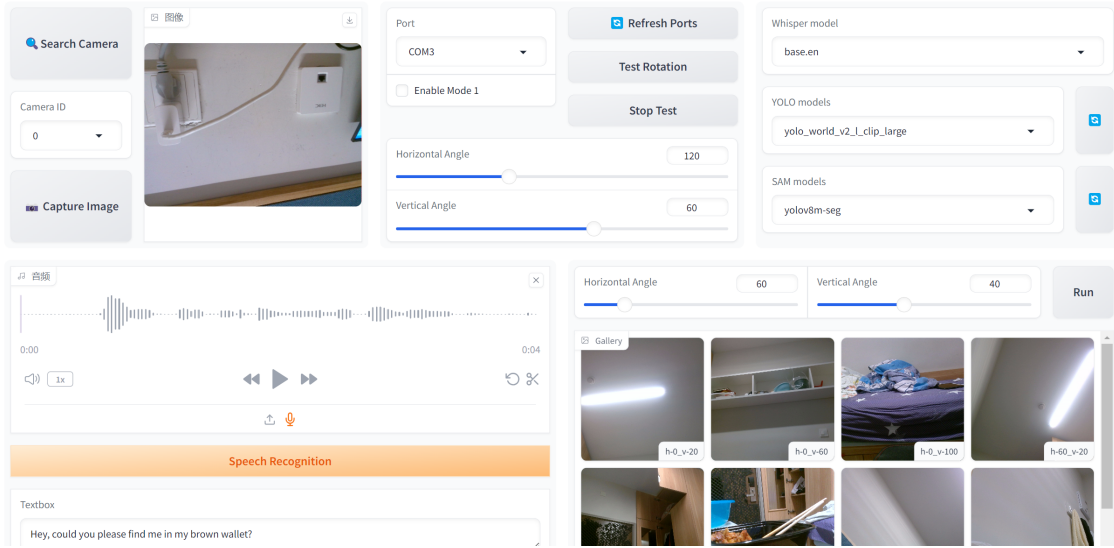 Search Camera
Camera ID
0
Capture Image
图像
Port
COM3
Enable Mode 1
Refresh Ports
Test Rotation
Stop Test
Horizontal Angle
120
Vertical Angle
60
Whisper model
base.en
YOLO models
yolo_world_v2_l_clip_large
SAM models
yolov8m-seg
音频
0:00
0:04
1x
Speech Recognition
Textbox
Hey, could you please find me in my brown wallet?
Horizontal Angle
60
Vertical Angle
40
Run
Gallery
h-0_v-20
h-0_v-60
h-0_v-100
h-60_v-20